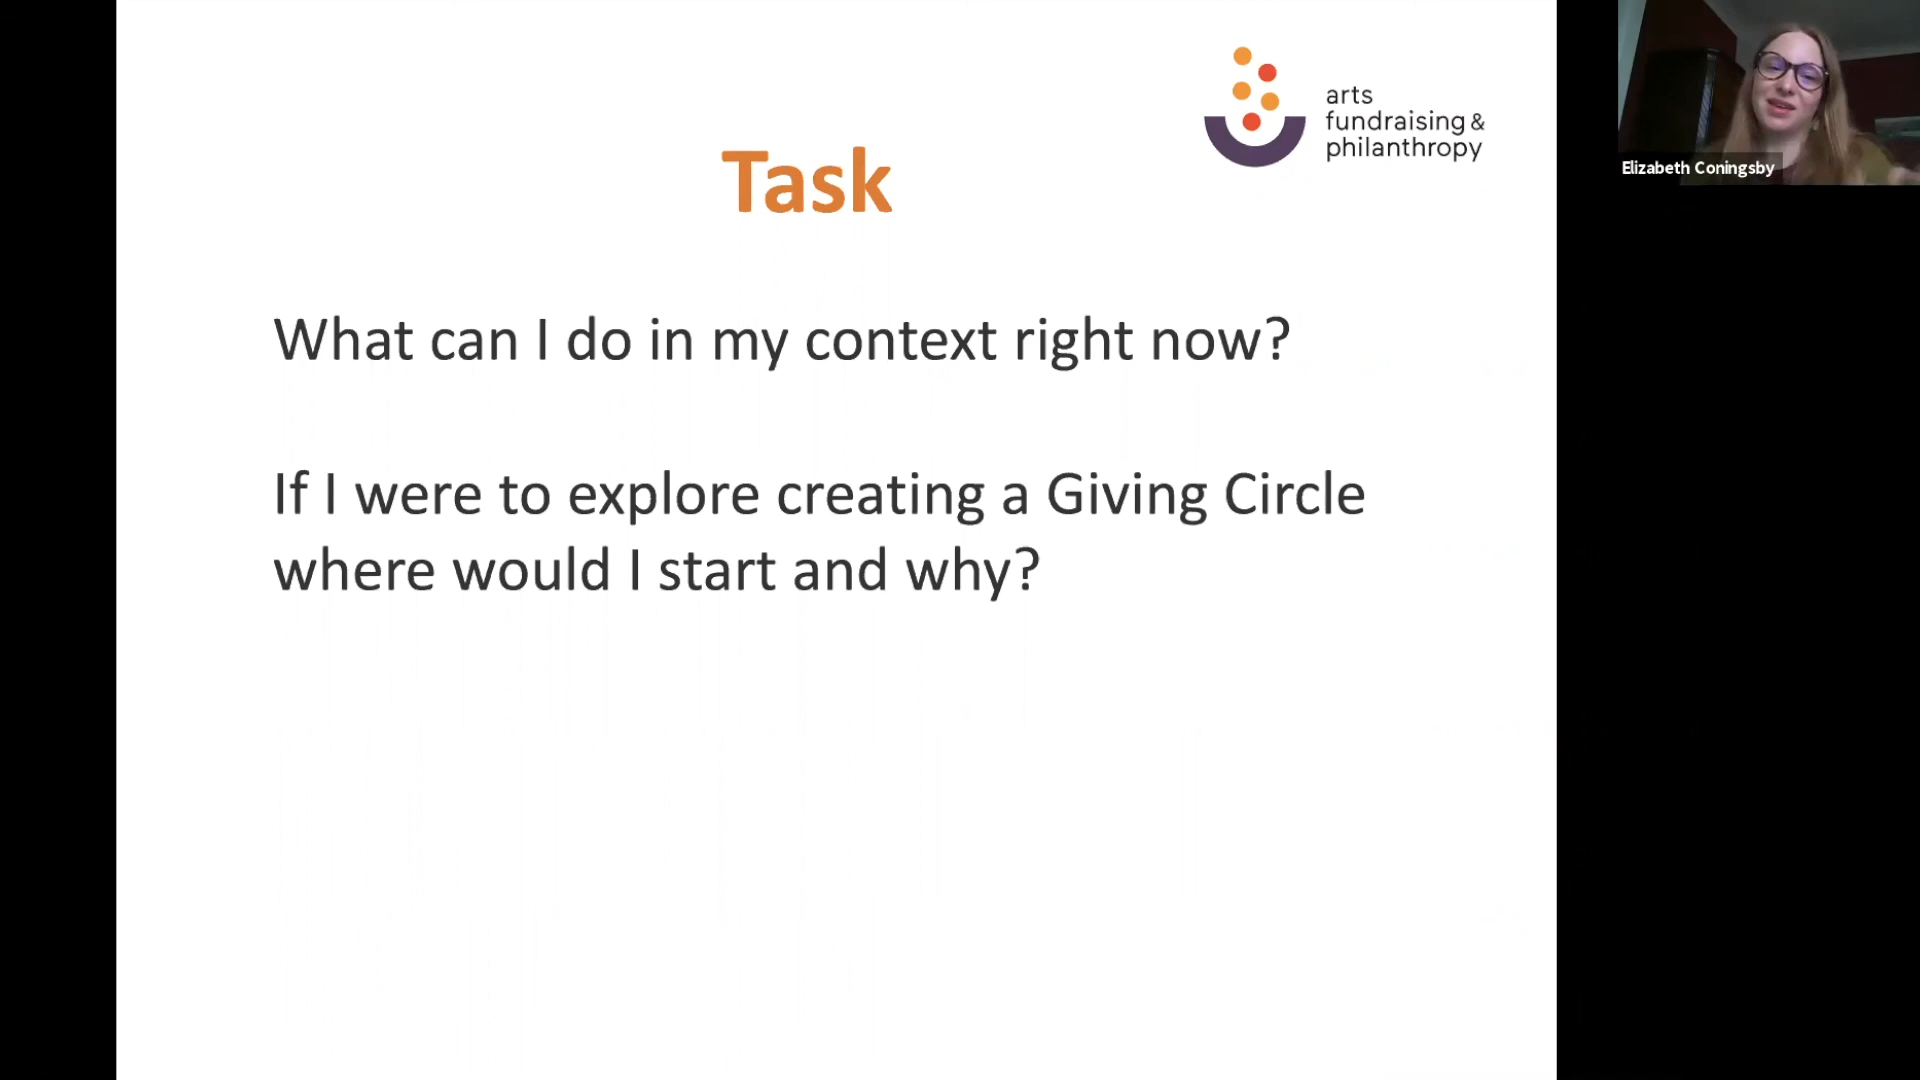 arts
fundraising &
philanthropy
Task
What can I do in my context right now?
If I were to explore creating a Giving Circle
where would I start and why?
Elizabeth Coningsby